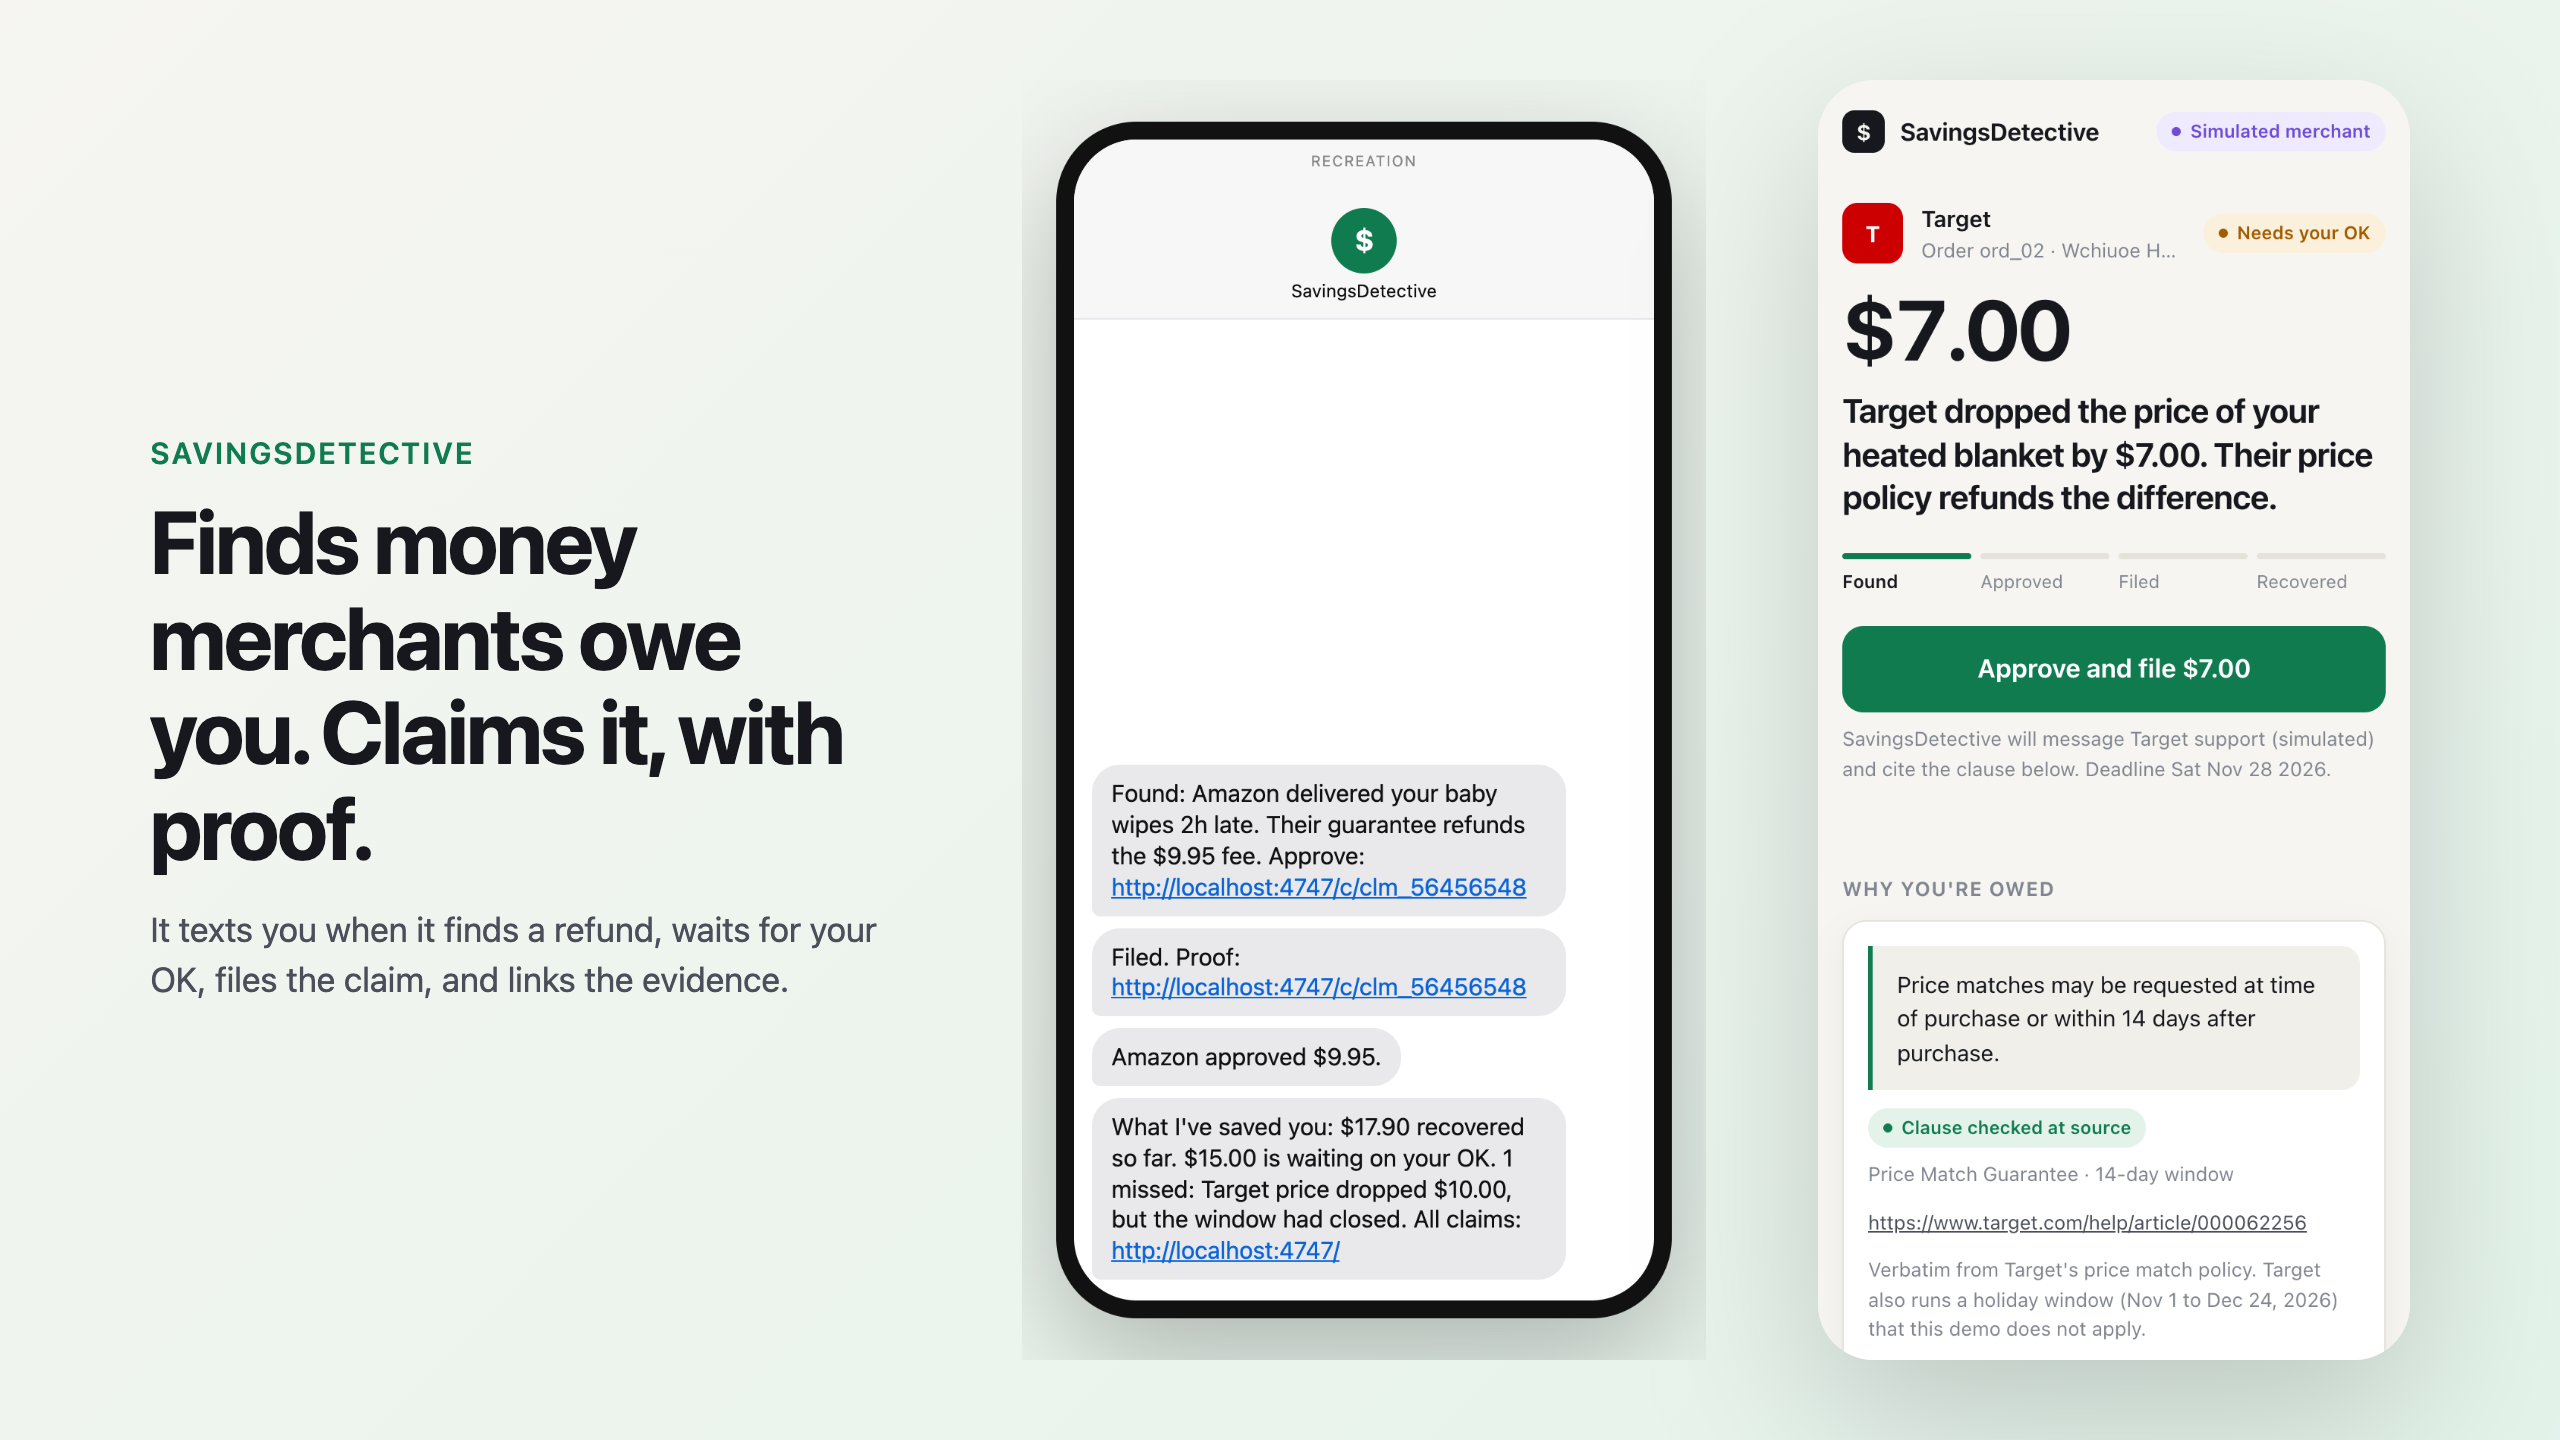 SAVINGSDETECTIVE
Finds money
merchants owe
you. Claims it, with
proof.
It texts you when it finds a refund, waits for your
OK, files the claim, and links the evidence.
RECREATION
$
SavingsDetective
Found: Amazon delivered your baby
wipes 2h late. Their guarantee refunds
the $9.95 fee. Approve:
http://localhost:4747/c/clm_56456548
Filed. Proof:
http://localhost:4747/c/clm_56456548
Amazon approved $9.95.
What I've saved you: $17.90 recovered
so far. $15.00 is waiting on your OK. 1
missed: Target price dropped $10.00,
but the window had closed. All claims:
http://localhost:4747/
$ SavingsDetective
Simulated merchant
T
Target
Order ord_02 · Wchiuoe H...
Needs your OK
$7.00
Target dropped the price of your
heated blanket by $7.00. Their price
policy refunds the difference.
Found Approved Filed Recovered
Approve and file $7.00
SavingsDetective will message Target support (simulated)
and cite the clause below. Deadline Sat Nov 28 2026.
WHY YOU'RE OWED
Price matches may be requested at time
of purchase or within 14 days after
purchase.
Clause checked at source
Price Match Guarantee · 14-day window
https://www.target.com/help/article/000062256
Verbatim from Target's price match policy. Target
also runs a holiday window (Nov 1 to Dec 24, 2026)
that this demo does not apply.